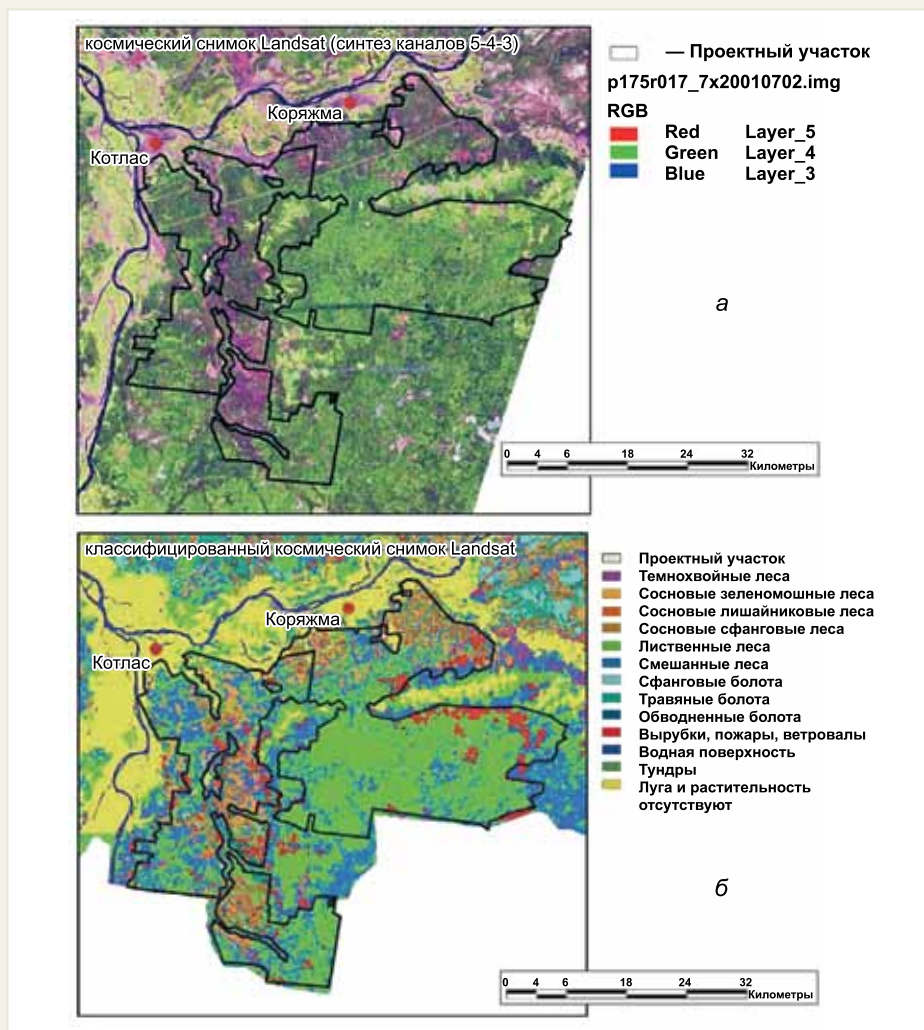 космический снимок Landsat (синтез каналов 5-4-3)
Коряжма
Котлас
— Проектный участок
p175r017_7x20010702.img
RGB
Red Layer_5
Green Layer_4
Blue Layer_3
а
0 4 6 18 24 32
Километры
классифицированный космический снимок Landsat
Коряжма
Котлас
Проектный участок
Темнохвойные леса
Сосновые зеленомошные леса
Сосновые лишайниковые леса
Сосновые сфанговые леса
Лиственные леса
Смешанные леса
Сфанговые болота
Травяные болота
Обводненные болота
Вырубки, пожары, ветровалы
Водная поверхность
Тундры
Луга и растительность
отсутствуют
б
0 4 6 18 24 32
Километры